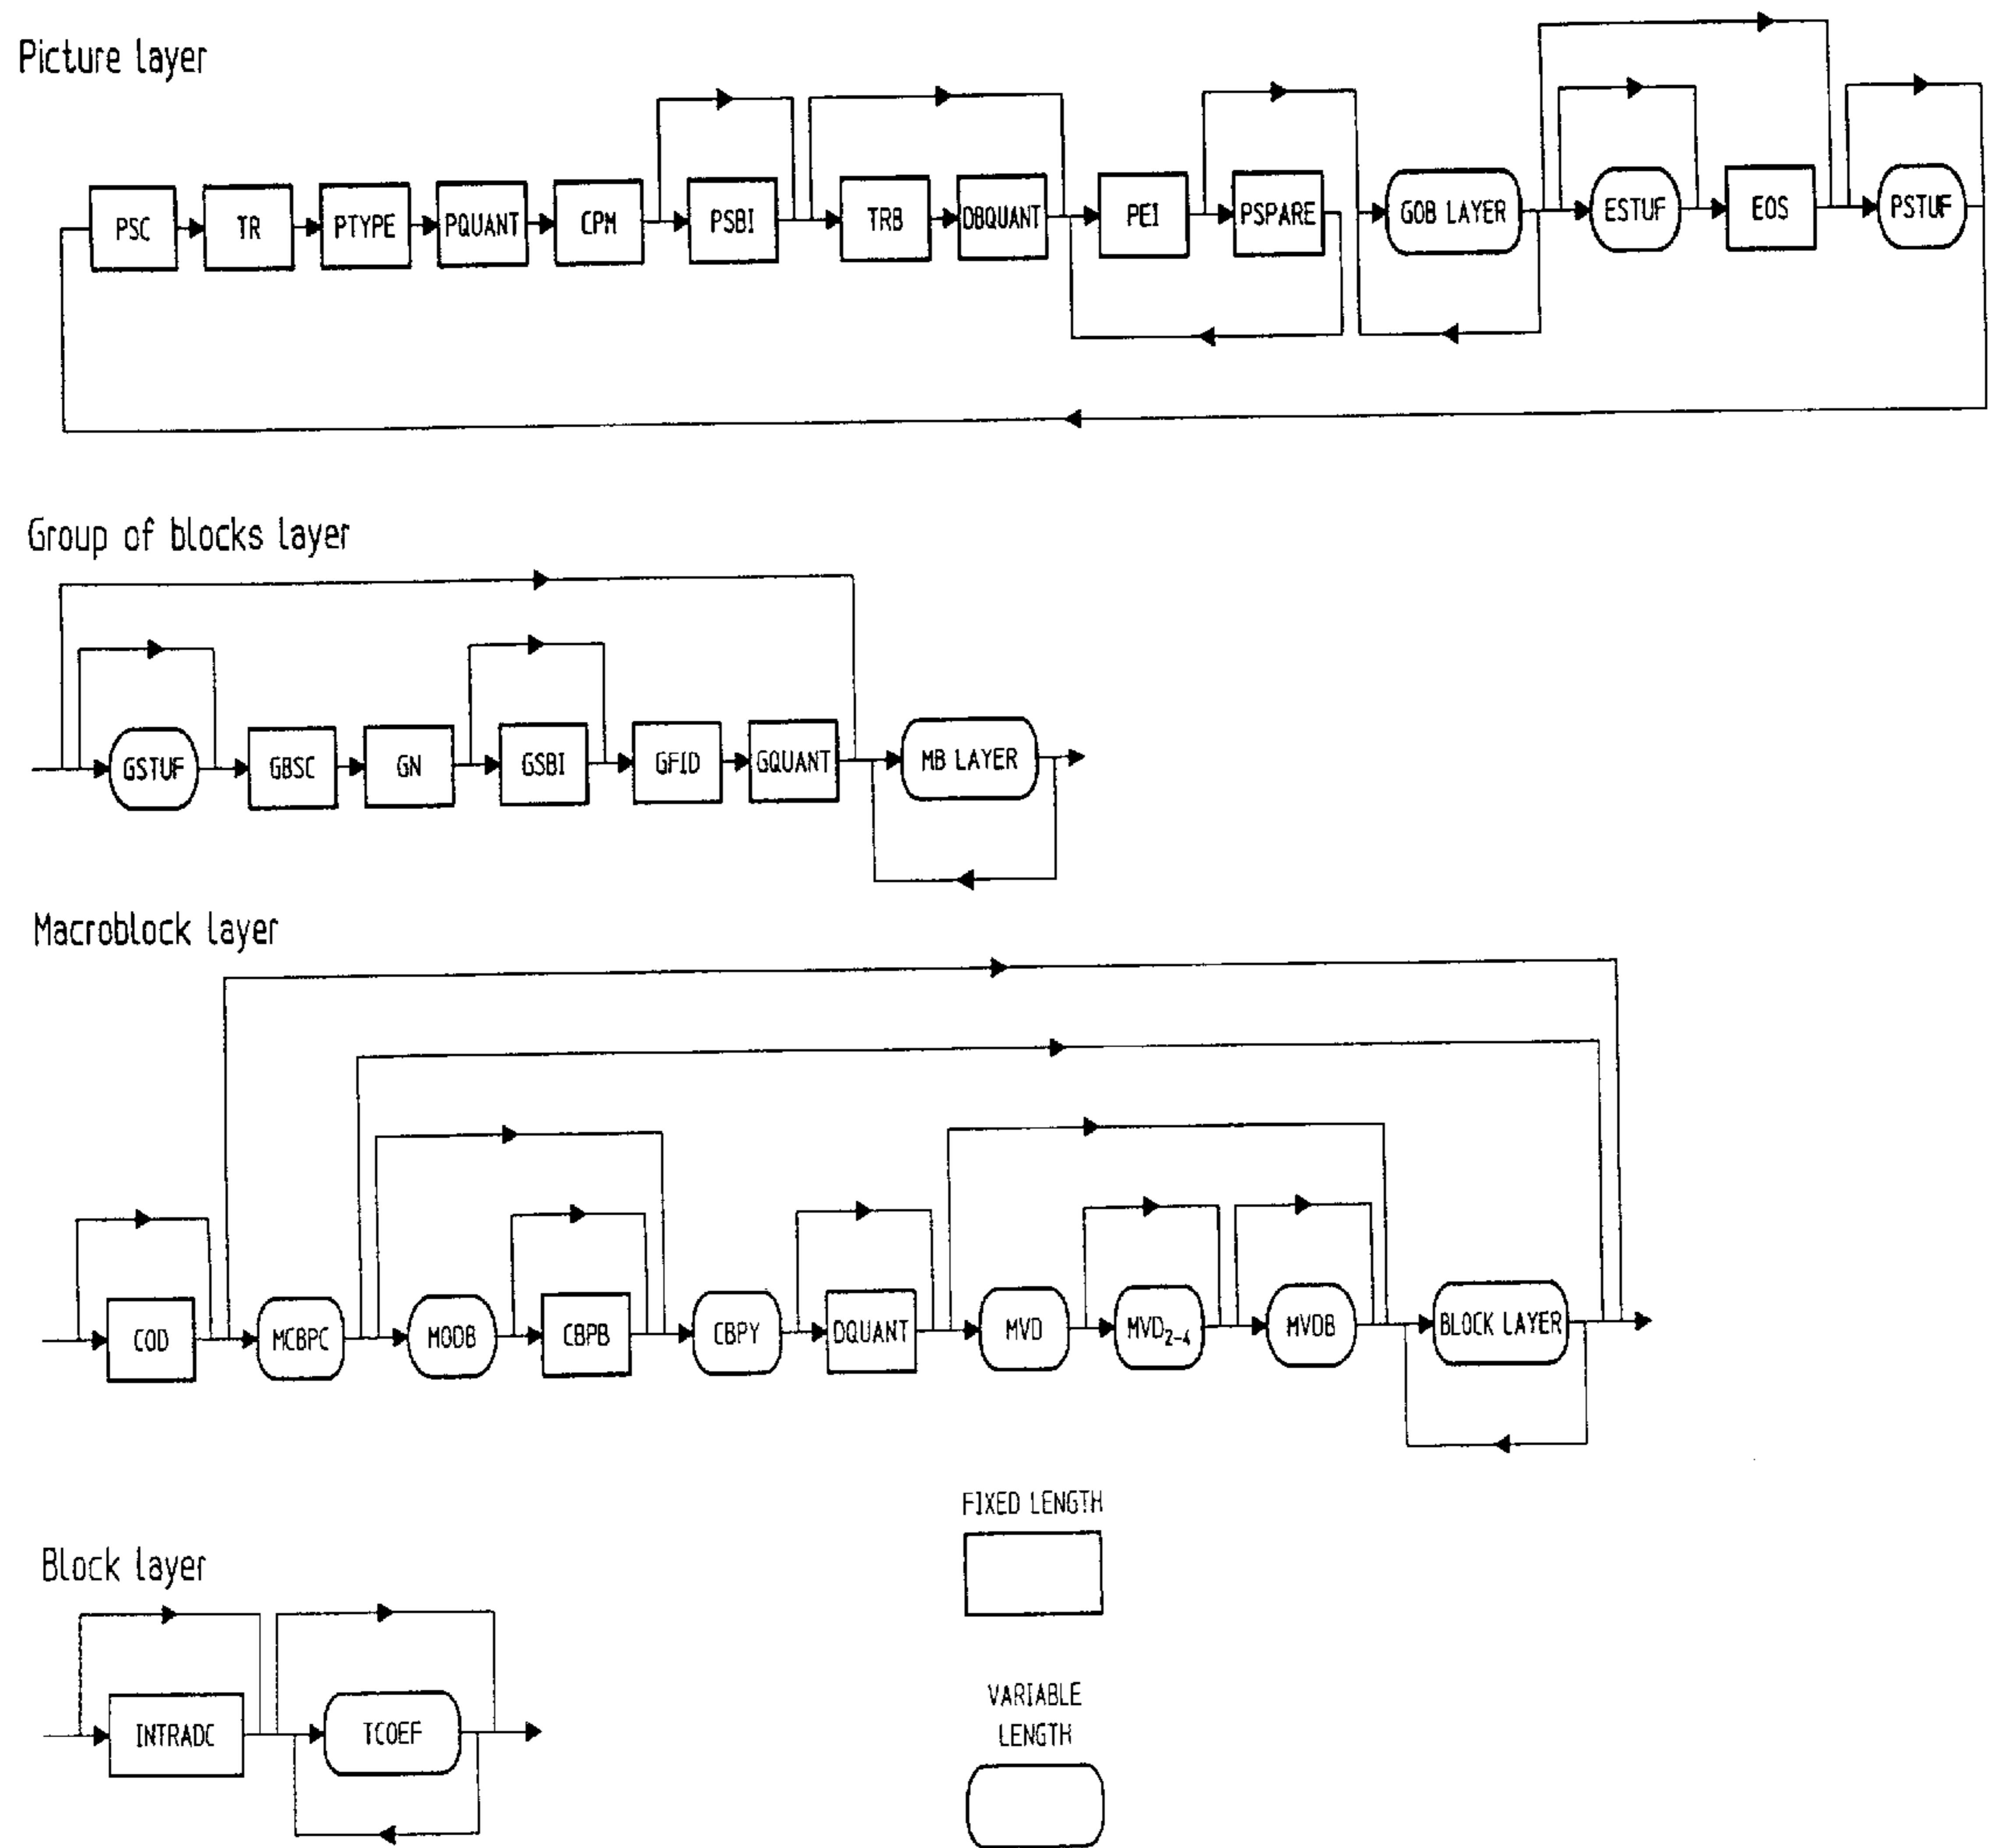 Picture layer
PSC TR PTYPE PQUANT CPM PSBI TRB DBQUANT PEI PSPARE GOB LAYER ESTUF EOS PSTUF
Group of blocks layer
GSTUF GBSC GN GSBI GFID GQUANT MB LAYER
Macroblock layer
COD MCBPC MODB CBPB CBPY DQUANT MVD MVD2-4 MVDB BLOCK LAYER
FIXED LENGTH
Block layer
INTRADC TCOEF
VARIABLE
LENGTH